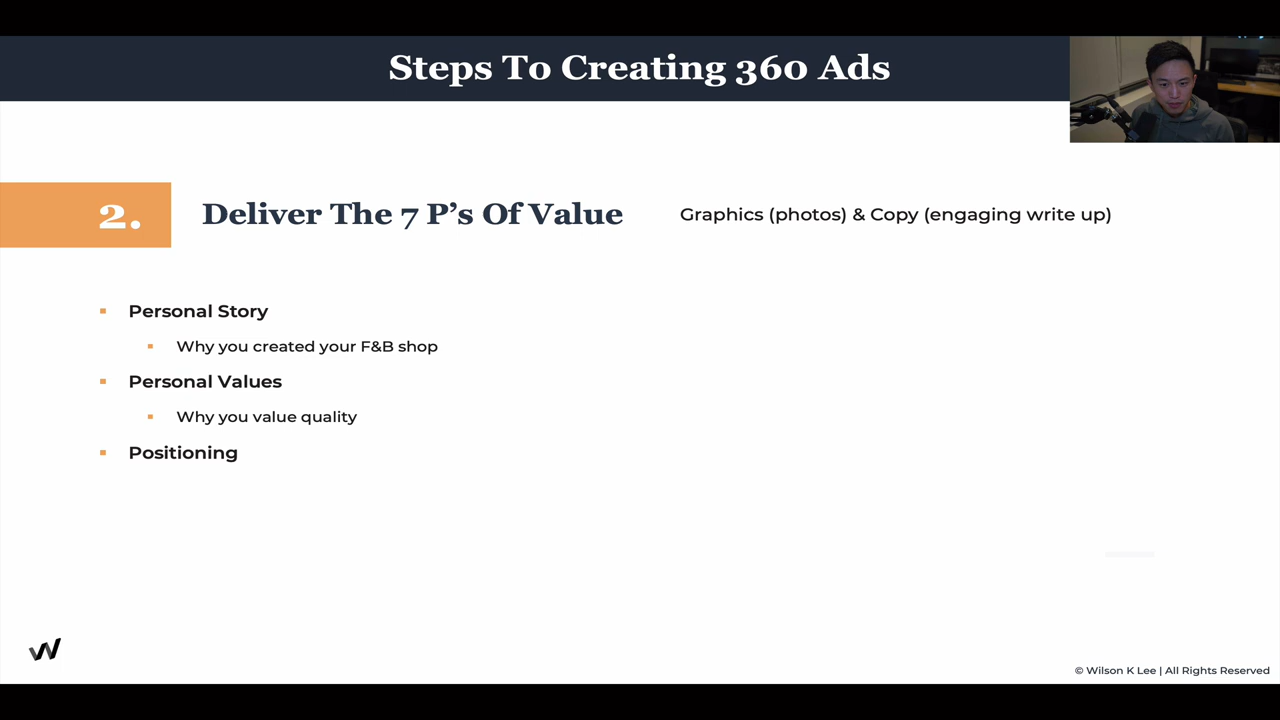 Steps To Creating 360 Ads
2. Deliver The 7 P's Of Value Graphics (photos) & Copy (engaging write up)
Personal Story
Why you created your F&B shop
Personal Values
Why you value quality
Positioning
© Wilson K Lee | All Rights Reserved